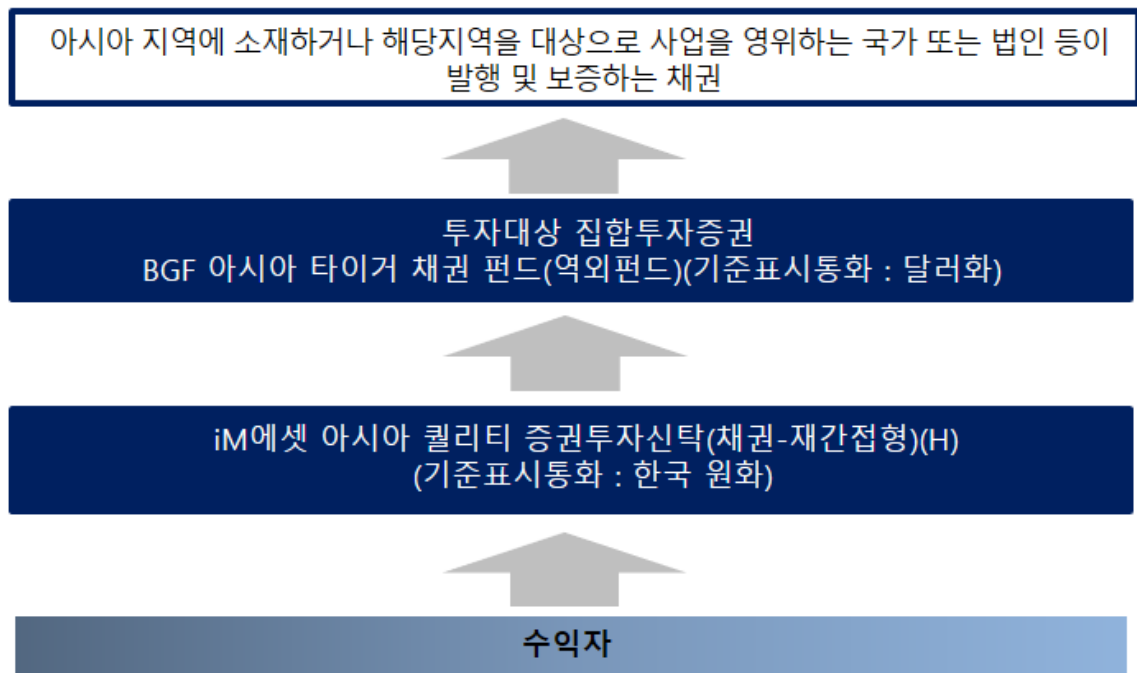 아시아 지역에 소재하거나 해당지역을 대상으로 사업을 영위하는 국가 또는 법인 등이
발행 및 보증하는 채권
투자대상 집합투자증권
BGF 아시아 타이거 채권 펀드(역외펀드)(기준표시통화 : 달러화)
iM에셋 아시아 퀄리티 증권투자신탁(채권-재간접형)(H)
(기준표시통화 : 한국 원화)
수익자